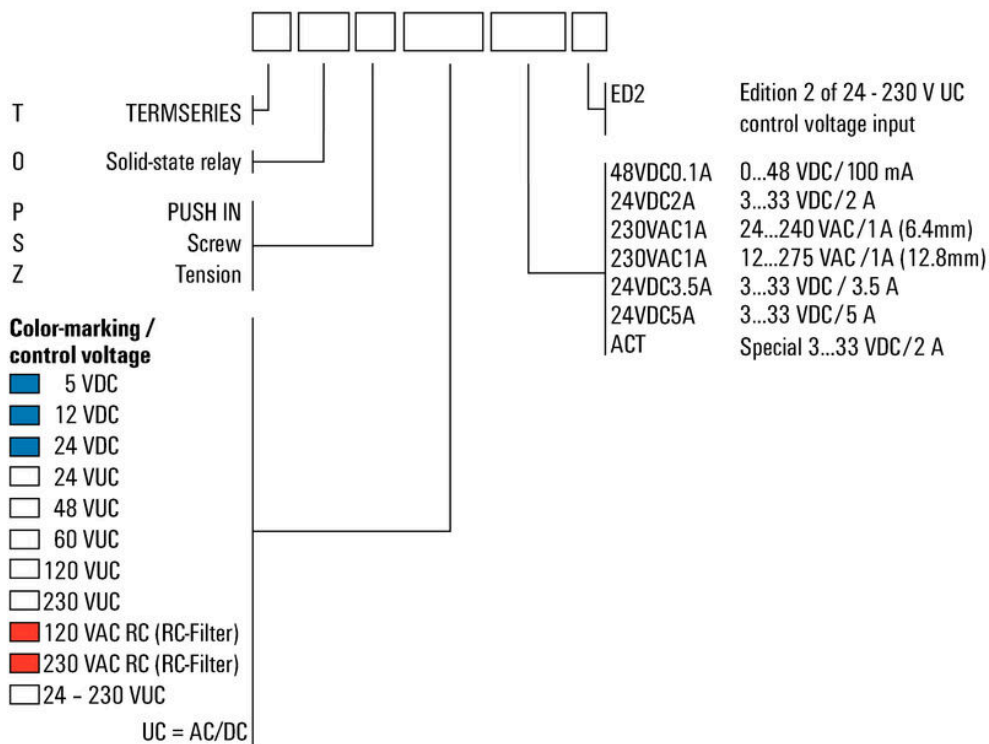 T TERMSERIES
O Solid-state relay
P PUSH IN
S Screw
Z Tension
Color-marking /
control voltage
5 VDC
12 VDC
24 VDC
24 VUC
48 VUC
60 VUC
120 VUC
230 VUC
120 VAC RC (RC-Filter)
230 VAC RC (RC-Filter)
24 – 230 VUC
UC = AC/DC
ED2 Edition 2 of 24 - 230 V UC
control voltage input
48VDC0.1A 0...48 VDC/100 mA
24VDC2A 3...33 VDC/2 A
230VAC1A 24...240 VAC/1A (6.4mm)
230VAC1A 12...275 VAC /1A (12.8mm)
24VDC3.5A 3...33 VDC / 3.5 A
24VDC5A 3...33 VDC/5 A
ACT Special 3...33 VDC/2 A